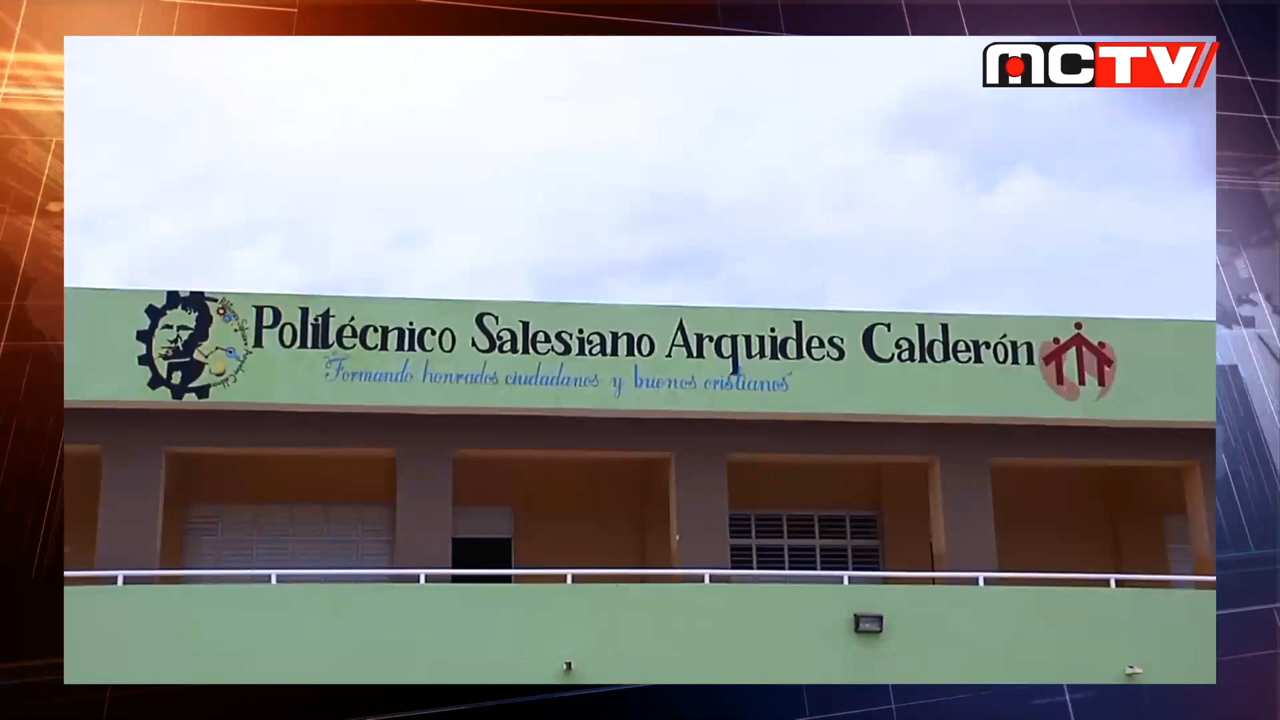 MCTV
Politécnico Salesiano Arquides Calderón
"Formando honrados ciudadanos y buenos cristianos"